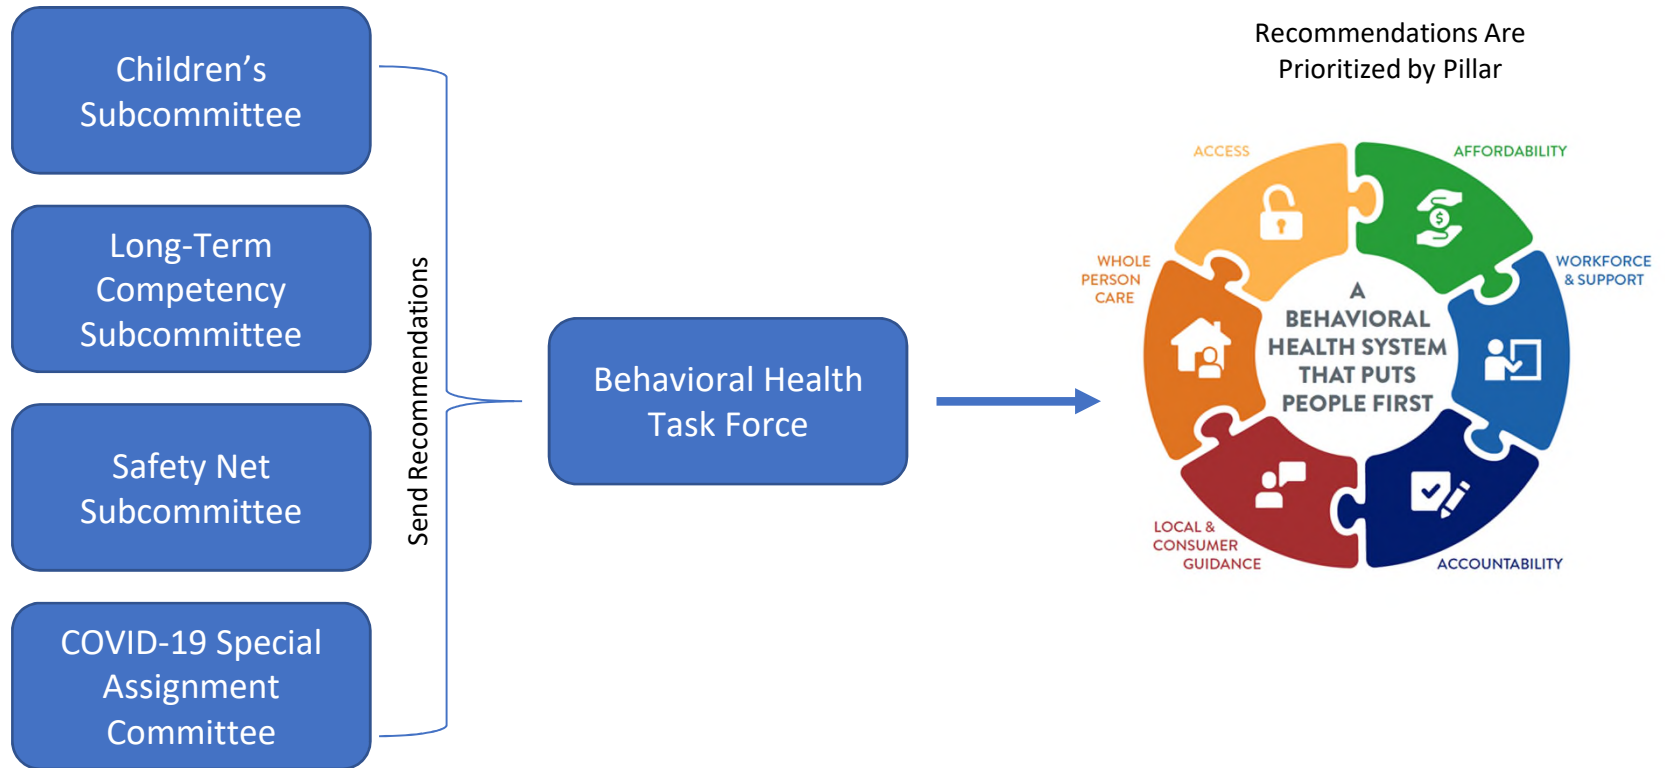 Children’s
Subcommittee
Long-Term
Competency
Subcommittee
Safety Net
Subcommittee
COVID-19 Special
Assignment
Committee
Send Recommendations
Behavioral Health
Task Force
Recommendations Are
Prioritized by Pillar
ACCESS
AFFORDABILITY
WHOLE
PERSON
CARE
WORKFORCE
& SUPPORT
$
A
BEHAVIORAL
HEALTH SYSTEM
THAT PUTS
PEOPLE FIRST
LOCAL &
CONSUMER
GUIDANCE
ACCOUNTABILITY